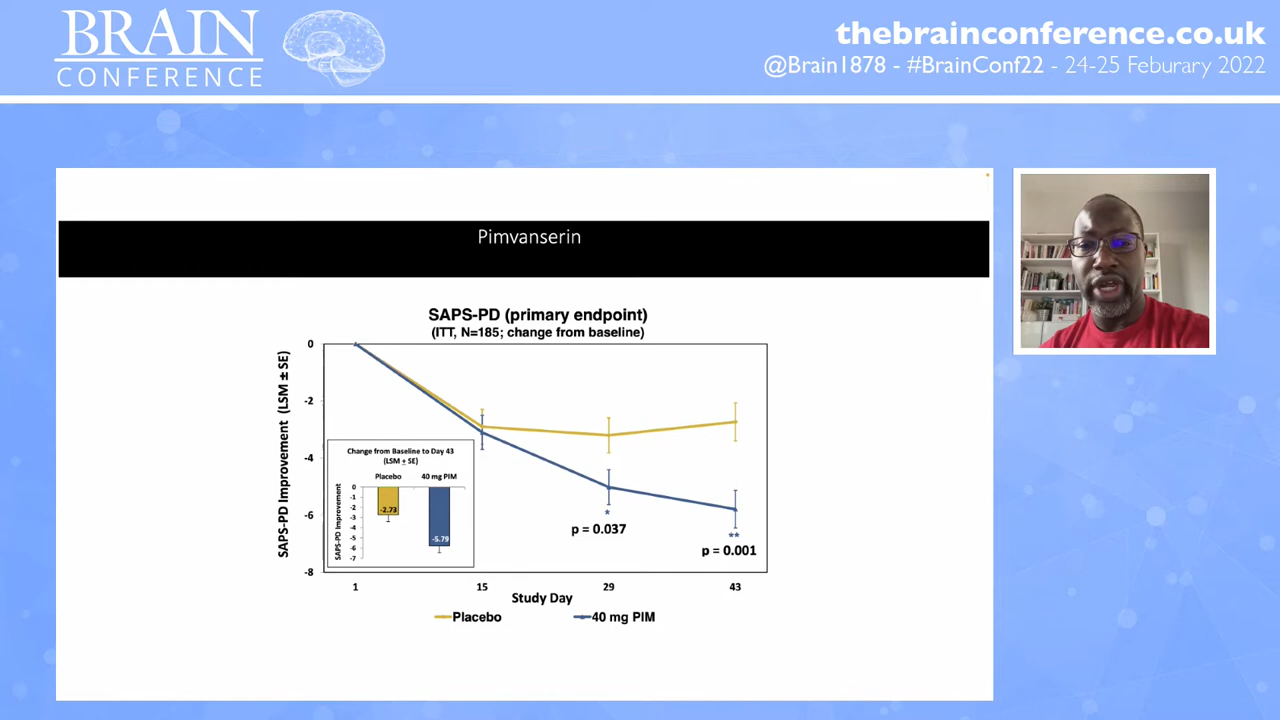 BRAIN
CONFERENCE
thebrainconference.co.uk
@Brain1878 - #BrainConf22 - 24-25 Feburary 2022
Pimvanserin
SAPS-PD (primary endpoint)
(ITT, N=185; change from baseline)
SAPS-PD Improvement (LSM ± SE)
0
-2
-4
-6
-8
Change from Baseline to Day 43
(LSM ± SE)
Placebo 40 mg PIM
SAPS-PD Improvement
0
-1
-2
-3
-4
-5
-6
-7
-2.73
-5.79
*
p = 0.037
**
p = 0.001
1 15 29 43
Study Day
Placebo 40 mg PIM